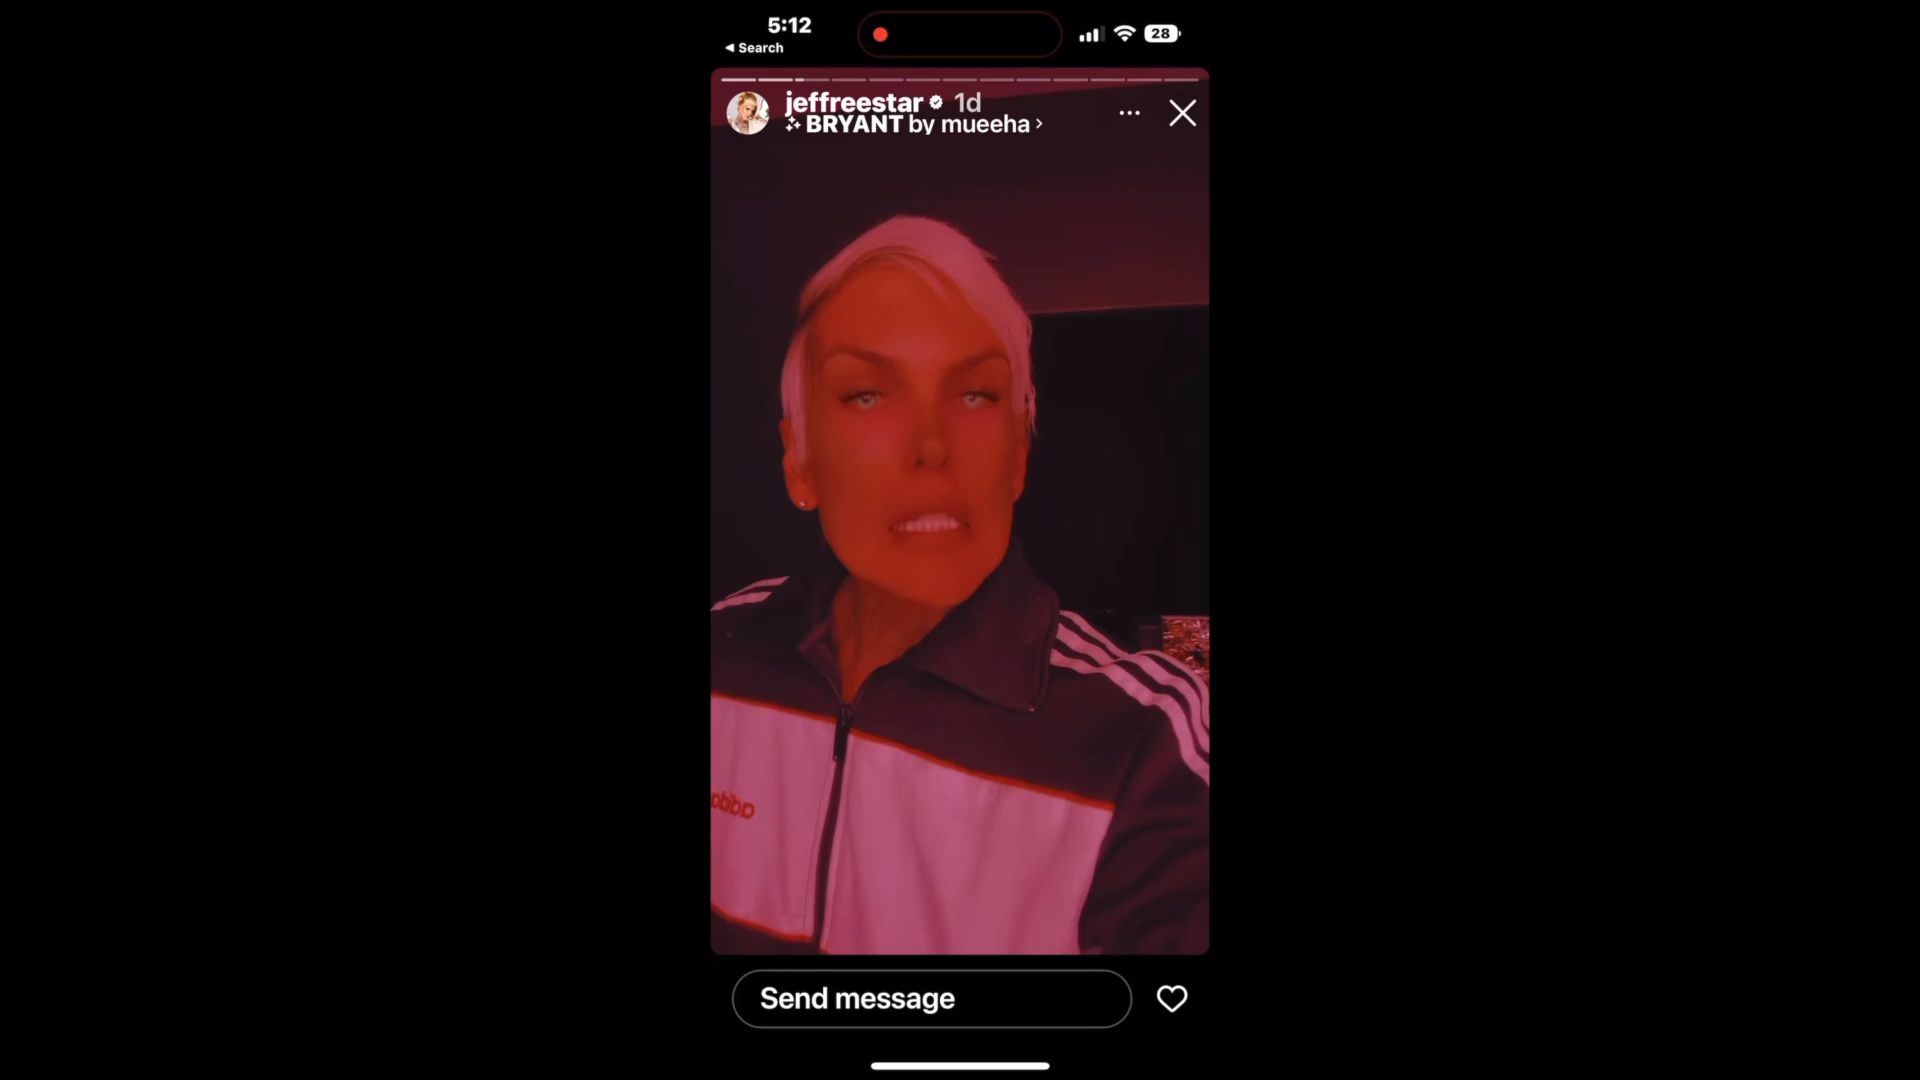 5:12
28
◀ Search
jeffreestar 1d
BRYANT by mueeha ›
Send message